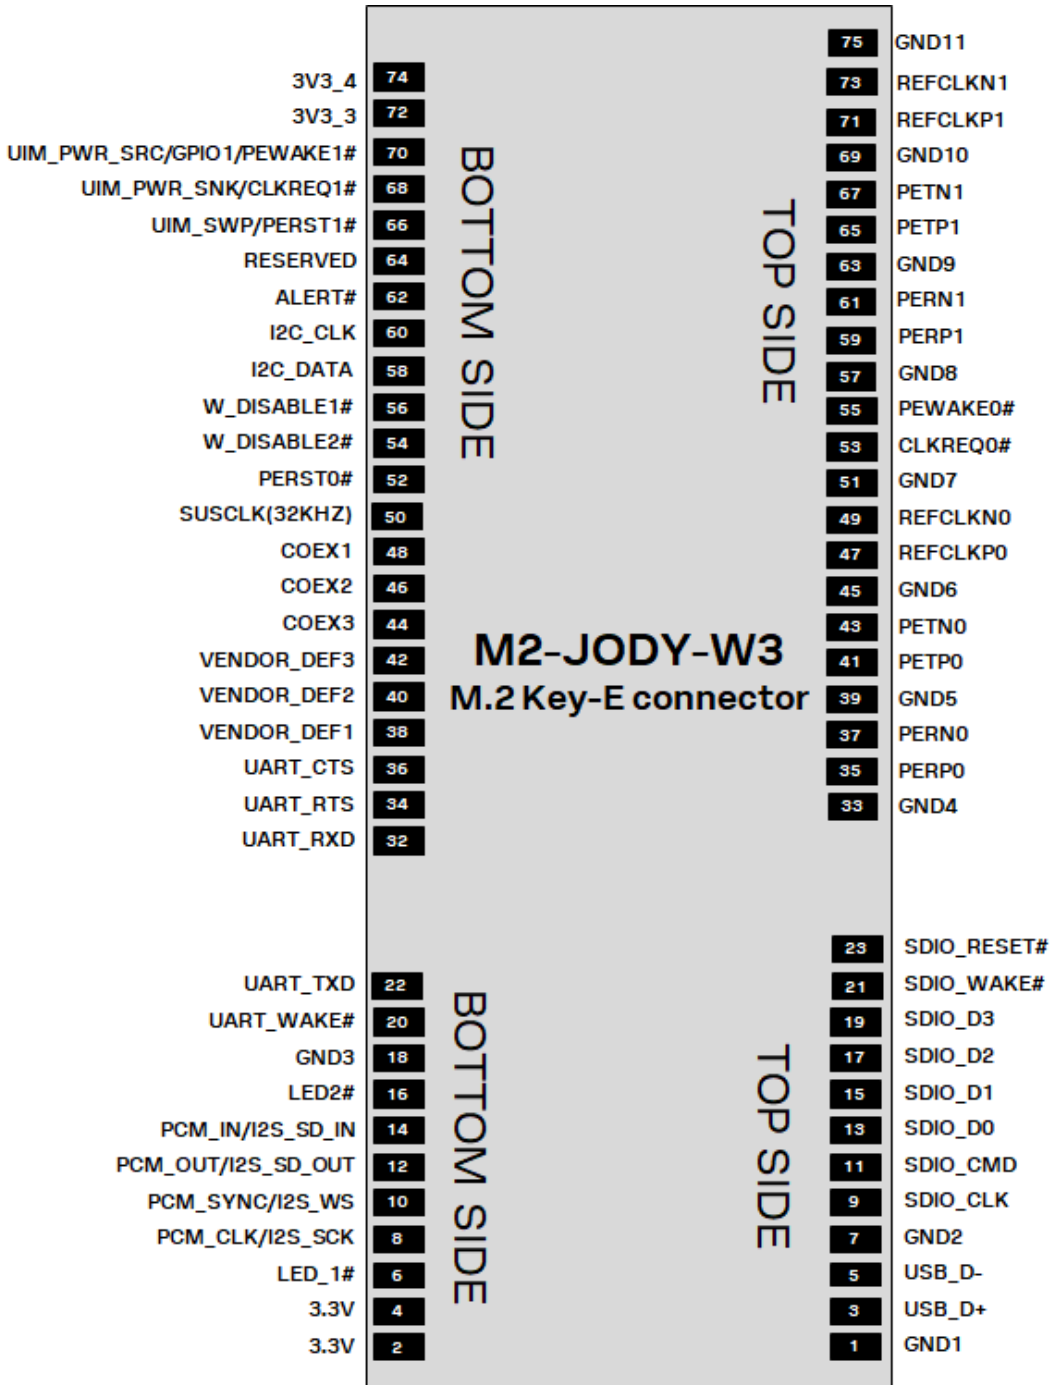 75 GND11
3V3_4 74
73 REFCLKN1
3V3_3 72
71 REFCLKP1
UIM_PWR_SRC/GPIO1/PEWAKE1# 70
69 GND10
UIM_PWR_SNK/CLKREQ1# 68
67 PETN1
UIM_SWP/PERST1# 66
65 PETP1
RESERVED 64
63 GND9
ALERT# 62
61 PERN1
I2C_CLK 60
59 PERP1
I2C_DATA 58
57 GND8
W_DISABLE1# 56
55 PEWAKE0#
W_DISABLE2# 54
53 CLKREQ0#
PERST0# 52
51 GND7
SUSCLK(32KHZ) 50
49 REFCLKN0
COEX1 48
47 REFCLKP0
COEX2 46
45 GND6
COEX3 44
43 PETN0
VENDOR_DEF3 42
41 PETP0
VENDOR_DEF2 40
39 GND5
VENDOR_DEF1 38
37 PERN0
UART_CTS 36
35 PERP0
UART_RTS 34
33 GND4
UART_RXD 32
BOTTOM SIDE
TOP SIDE
M2-JODY-W3
M.2 Key-E connector
23 SDIO_RESET#
UART_TXD 22
21 SDIO_WAKE#
UART_WAKE# 20
19 SDIO_D3
GND3 18
17 SDIO_D2
LED2# 16
15 SDIO_D1
PCM_IN/I2S_SD_IN 14
13 SDIO_D0
PCM_OUT/I2S_SD_OUT 12
11 SDIO_CMD
PCM_SYNC/I2S_WS 10
9 SDIO_CLK
PCM_CLK/I2S_SCK 8
7 GND2
LED_1# 6
5 USB_D-
3.3V 4
3 USB_D+
3.3V 2
1 GND1
BOTTOM SIDE
TOP SIDE